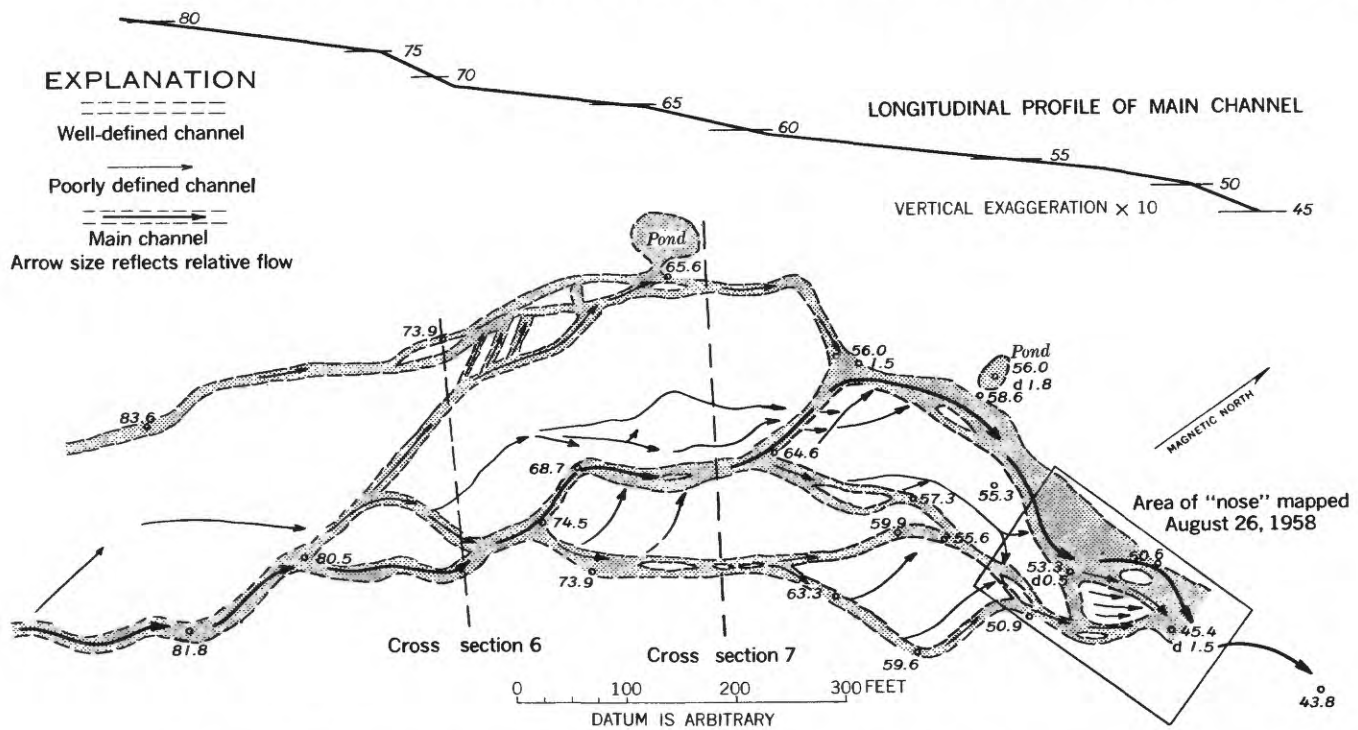 80
75
70
65
60
55
50
45
EXPLANATION
Well-defined channel
Poorly defined channel
Main channel
Arrow size reflects relative flow
LONGITUDINAL PROFILE OF MAIN CHANNEL
VERTICAL EXAGGERATION × 10
Pond
65.6
73.9
83.6
56.0
1.5
Pond
56.0
d 1.8
58.6
MAGNETIC NORTH
64.6
68.7
57.3
55.3
Area of "nose" mapped
August 26, 1958
74.5
59.9
55.6
80.5
60.6
53.3
d 0.5
73.9
63.3
50.9
81.8
45.4
d 1.5
59.6
43.8
Cross section 6
Cross section 7
0 100 200 300 FEET
DATUM IS ARBITRARY